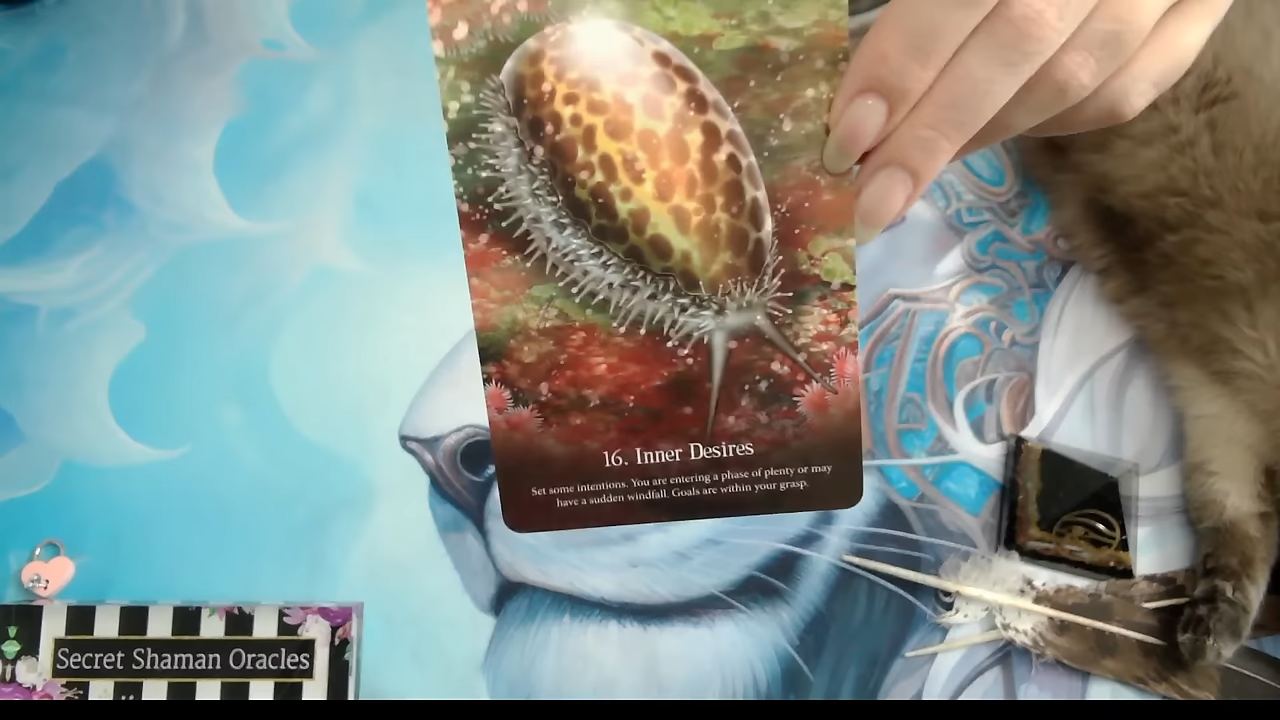 16. Inner Desires
Set some intentions. You are entering a phase of plenty or may
have a sudden windfall. Goals are within your grasp.
Secret Shaman Oracles